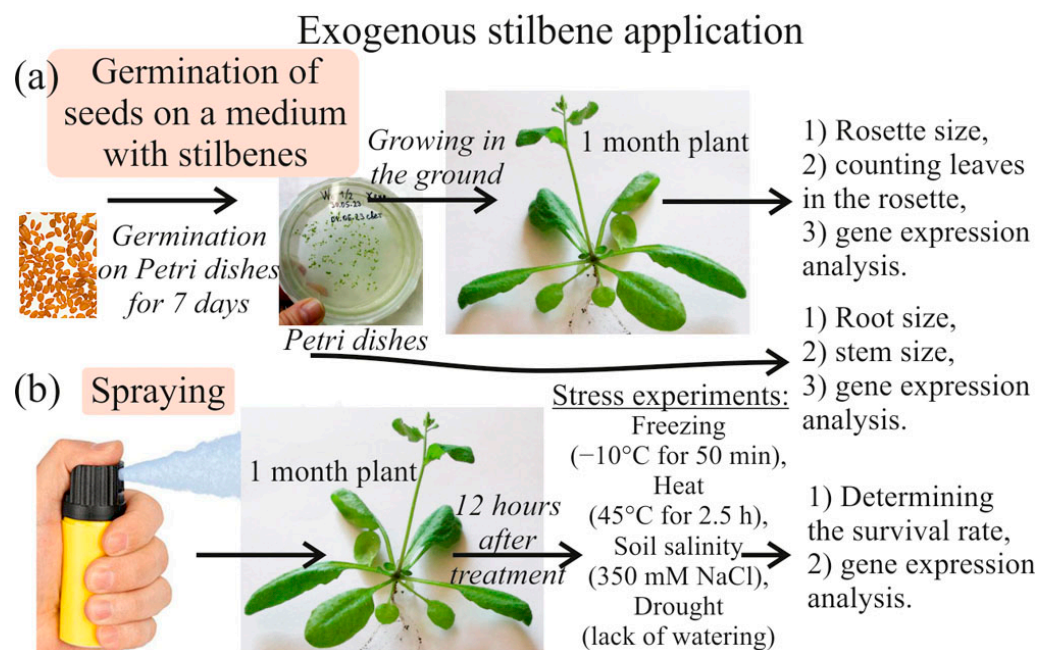 Exogenous stilbene application
(a)
Germination of
seeds on a medium
with stilbenes
Germination
on Petri dishes
for 7 days
Growing in
the ground
1 month plant
1) Rosette size,
2) counting leaves
in the rosette,
3) gene expression
analysis.
Petri dishes
1) Root size,
2) stem size,
3) gene expression
analysis.
(b)
Spraying
1 month plant
12 hours
after
treatment
Stress experiments:
Freezing
(−10°C for 50 min),
Heat
(45°C for 2.5 h),
Soil salinity
(350 mM NaCl),
Drought
(lack of watering)
1) Determining
the survival rate,
2) gene expression
analysis.